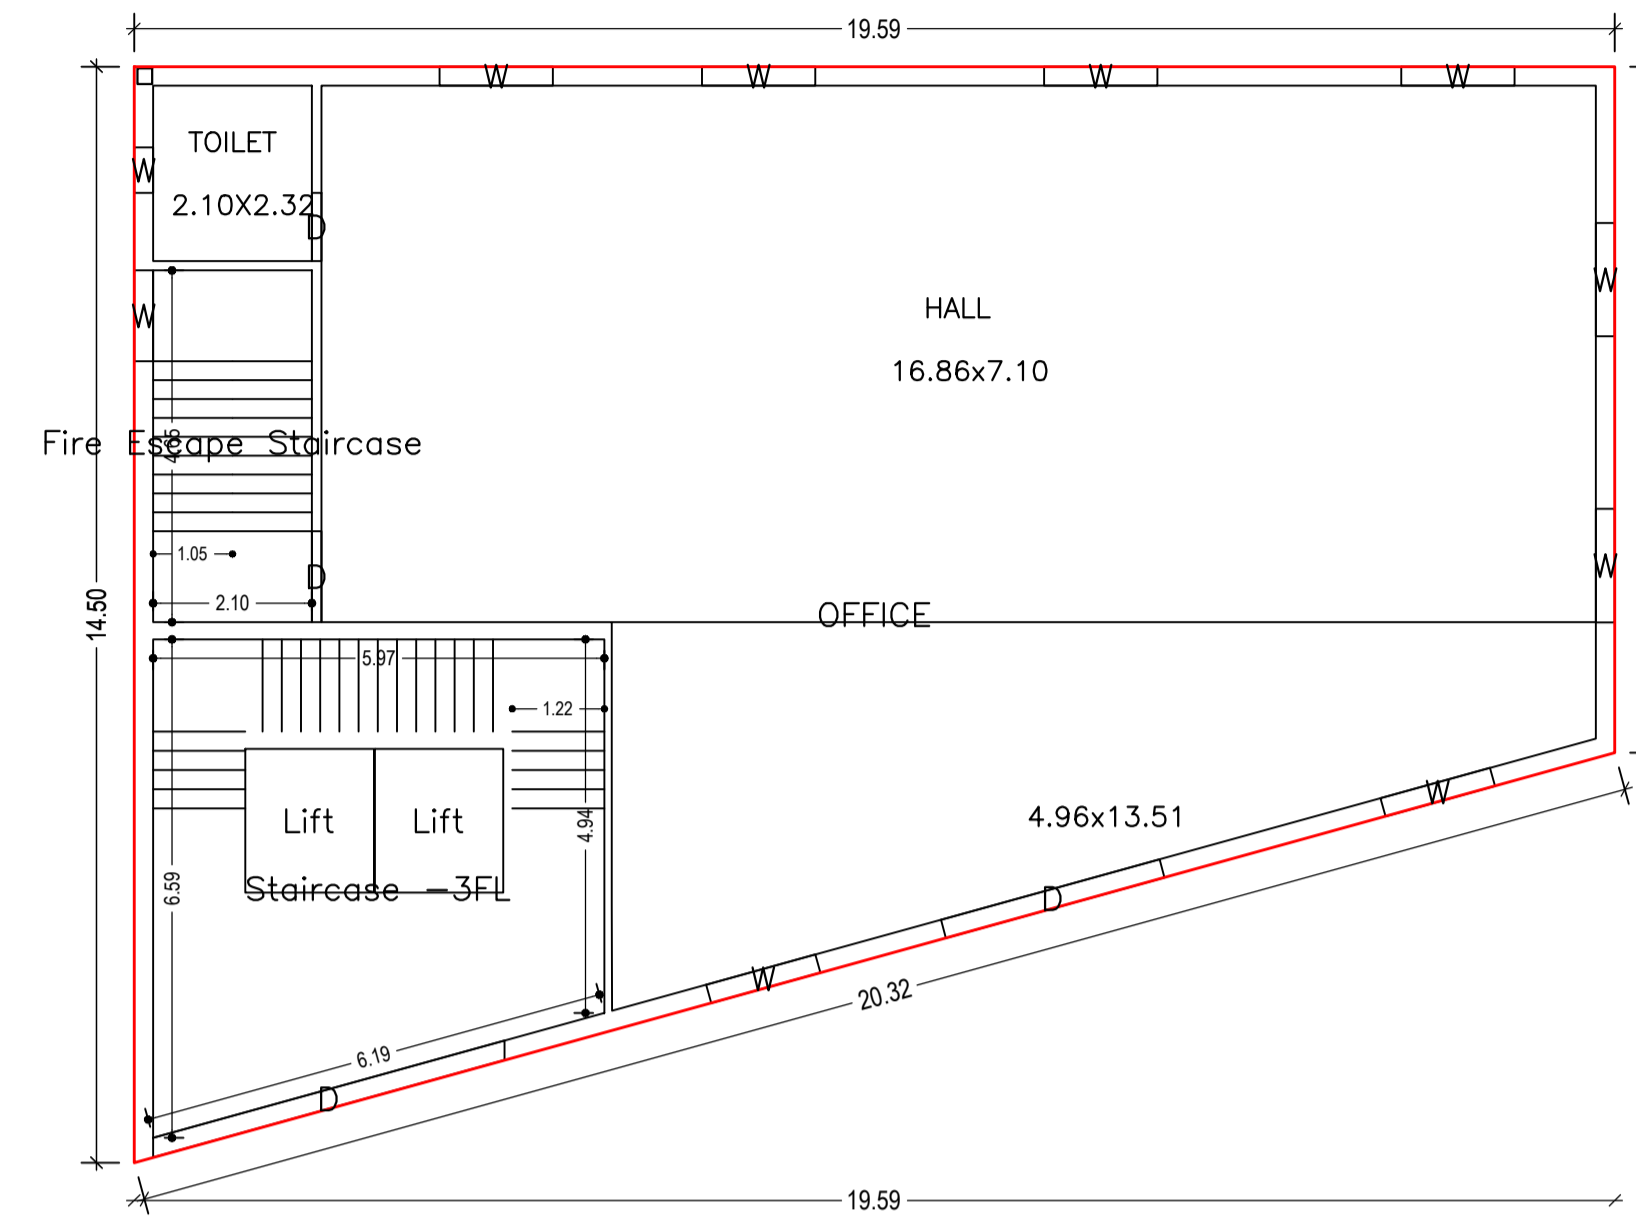 19.59
W W W W
TOILET
W
2.10X2.32
D
W
HALL
W
16.86x7.10
Fire Escape Staircase
4.65
1.05
D
W
2.10
14.50
OFFICE
5.97
1.22
Lift Lift
4.94
4.96x13.51
W
Staircase -3FL
6.59
D
W
20.32
6.19
D
19.59